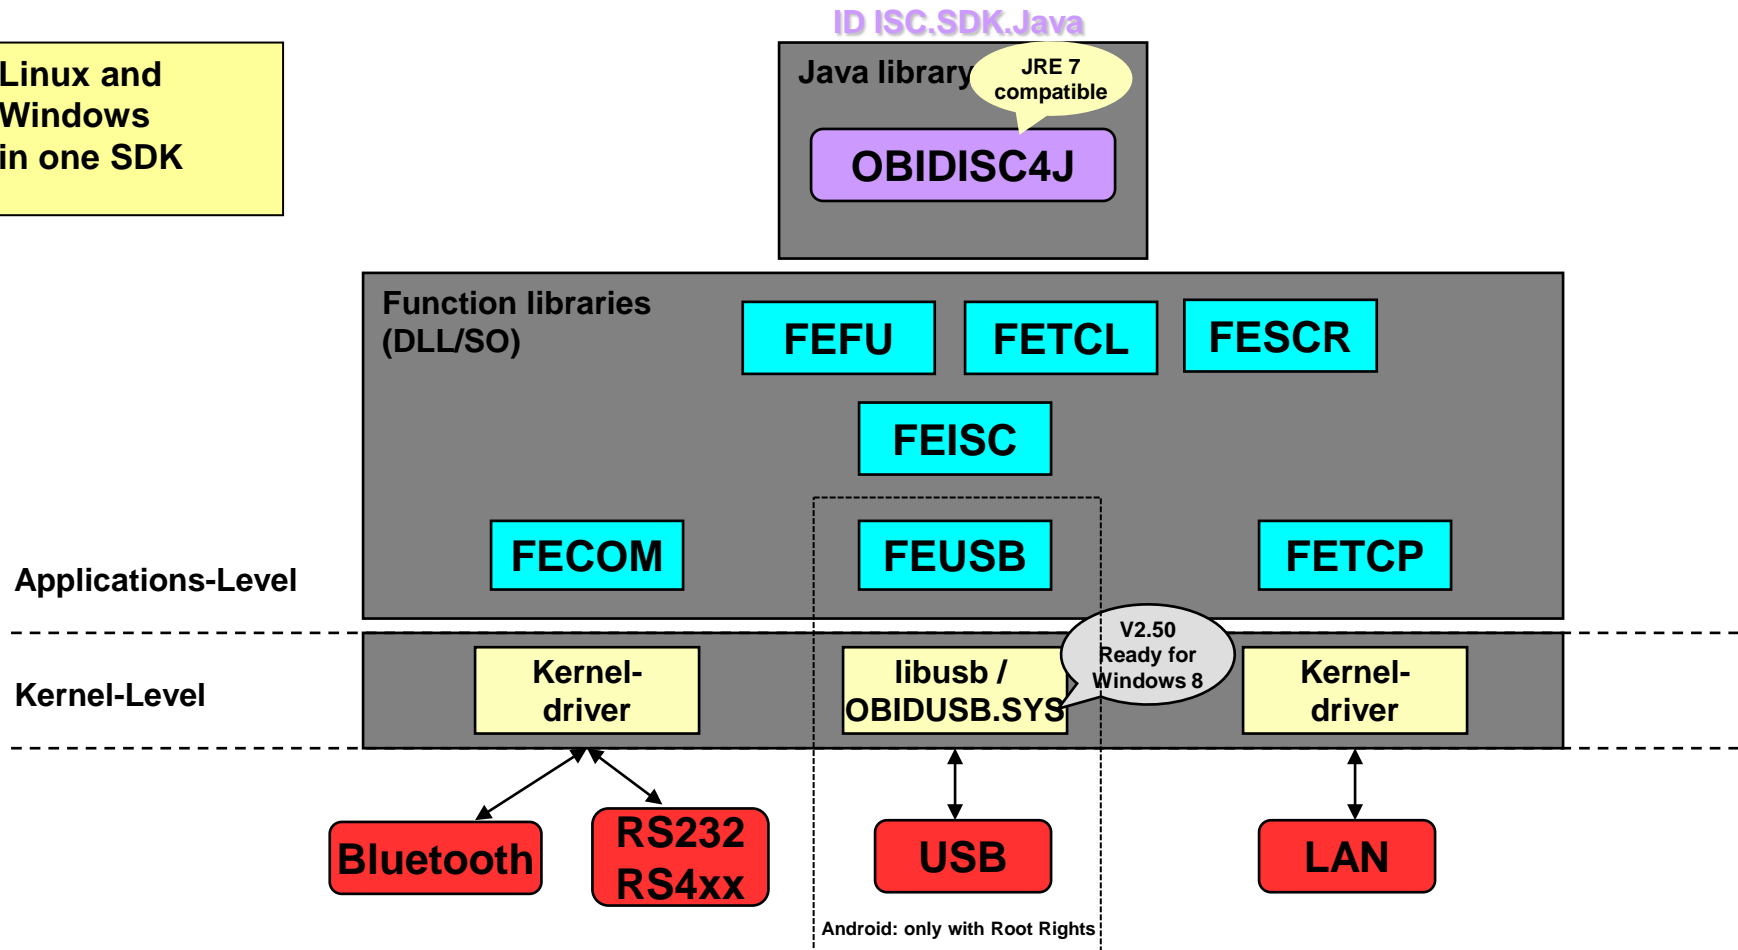 ID ISC.SDK.Java
Linux and
Windows
in one SDK
Java library
JRE 7
compatible
OBIDISC4J
Function libraries
(DLL/SO)
FEFU
FETCL
FESCR
FEISC
FECOM
FEUSB
FETCP
Applications-Level
V2.50
Ready for
Windows 8
Kernel-Level
Kernel-
driver
libusb /
OBIDUSB.SYS
Kernel-
driver
Bluetooth
RS232
RS4xx
USB
LAN
Android: only with Root Rights